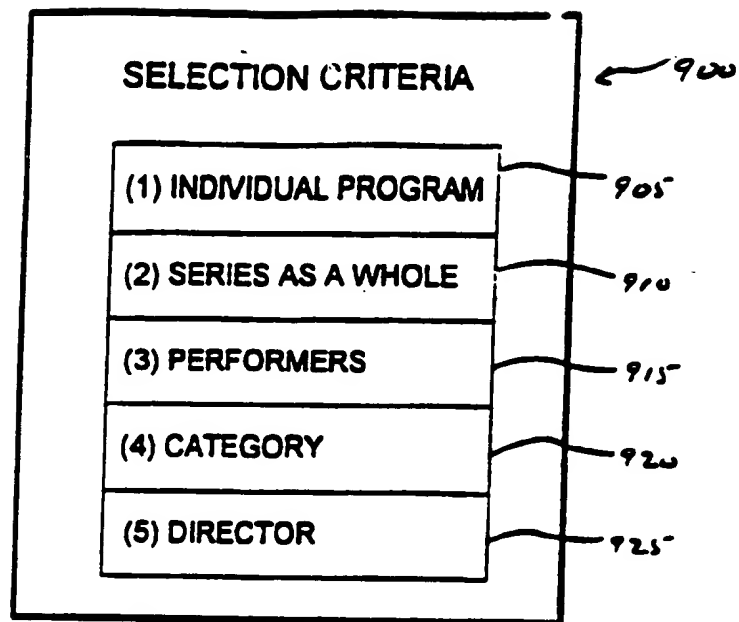 SELECTION CRITERIA
900
(1) INDIVIDUAL PROGRAM
905
(2) SERIES AS A WHOLE
910
(3) PERFORMERS
915
(4) CATEGORY
920
(5) DIRECTOR
925